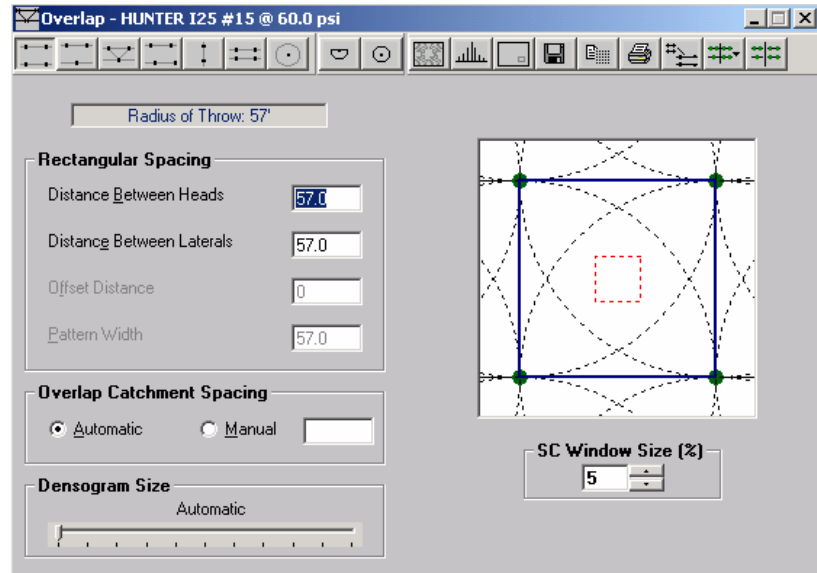 Overlap - HUNTER I25 #15 @ 60.0 psi
Radius of Throw: 57'
Rectangular Spacing
Distance Between Heads 57.0
Distance Between Laterals 57.0
Offset Distance 0
Pattern Width 57.0
Overlap Catchment Spacing
Automatic Manual
Densogram Size
Automatic
SC Window Size (%)
5